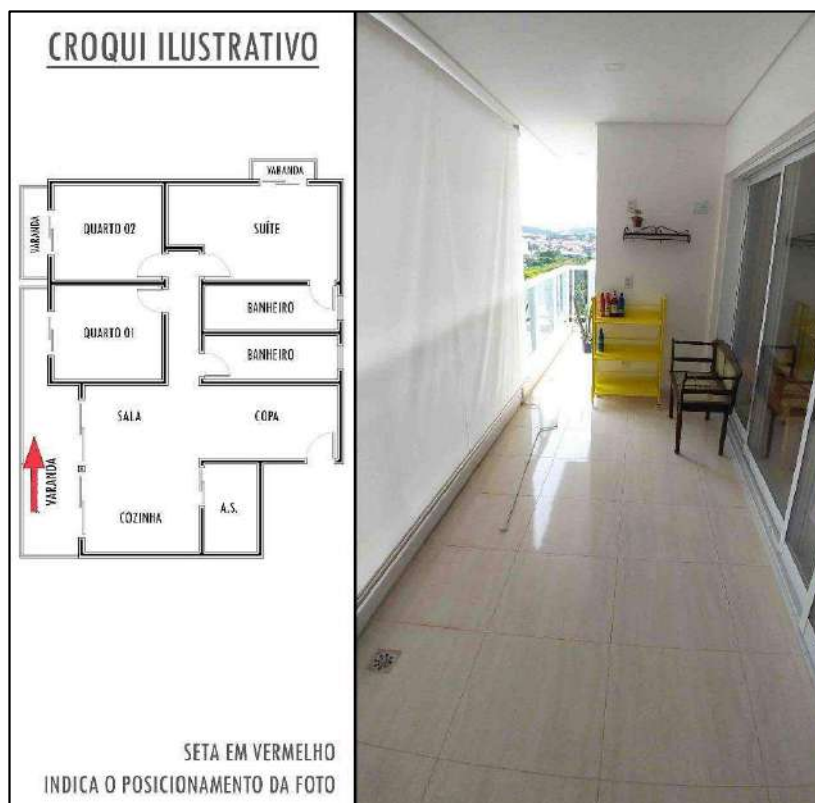 CROQUI ILUSTRATIVO
VARANDA
VARANDA
QUARTO 02
SUÍTE
BANHEIRO
QUARTO 01
BANHEIRO
SALA
COPA
VARANDA
COZINHA
A.S.
SETA EM VERMELHO
INDICA O POSICIONAMENTO DA FOTO